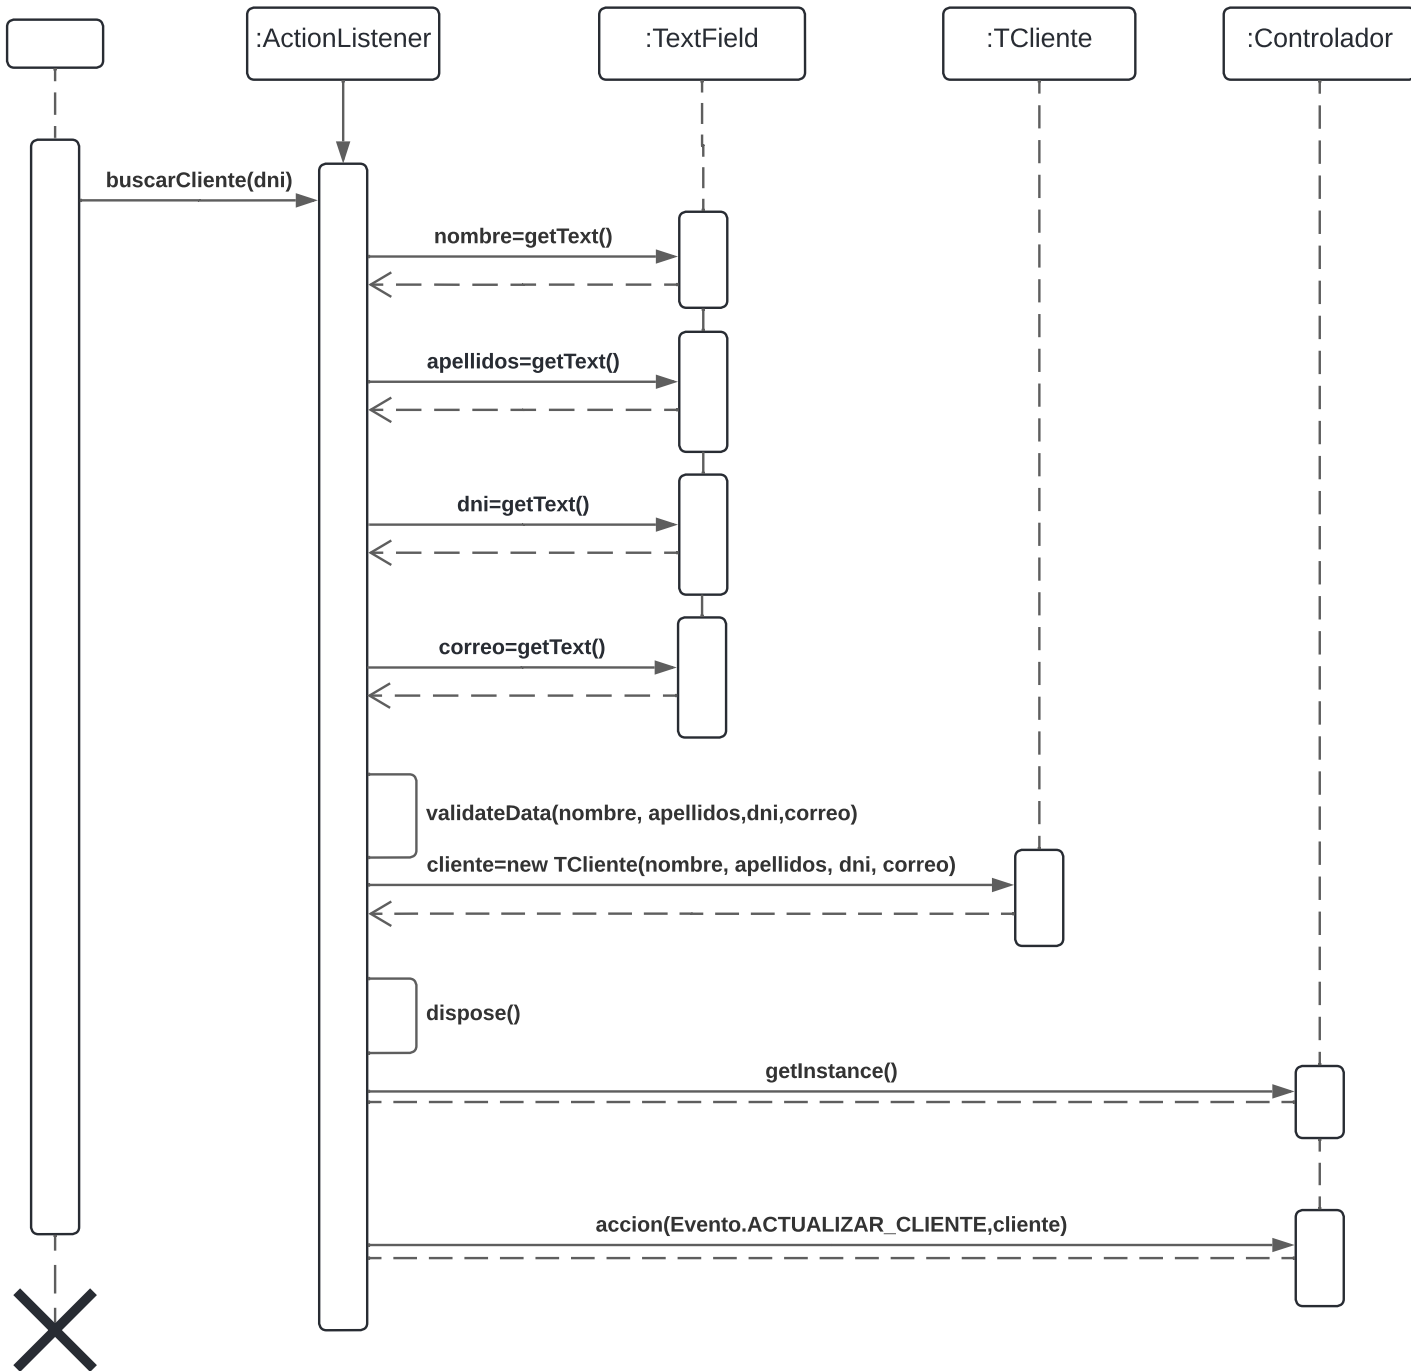 :ActionListener
:TextField
:TCliente
:Controlador
buscarCliente(dni)
nombre=getText()
apellidos=getText()
dni=getText()
correo=getText()
validateData(nombre, apellidos,dni,correo)
cliente=new TCliente(nombre, apellidos, dni, correo)
dispose()
getInstance()
accion(Evento.ACTUALIZAR_CLIENTE,cliente)